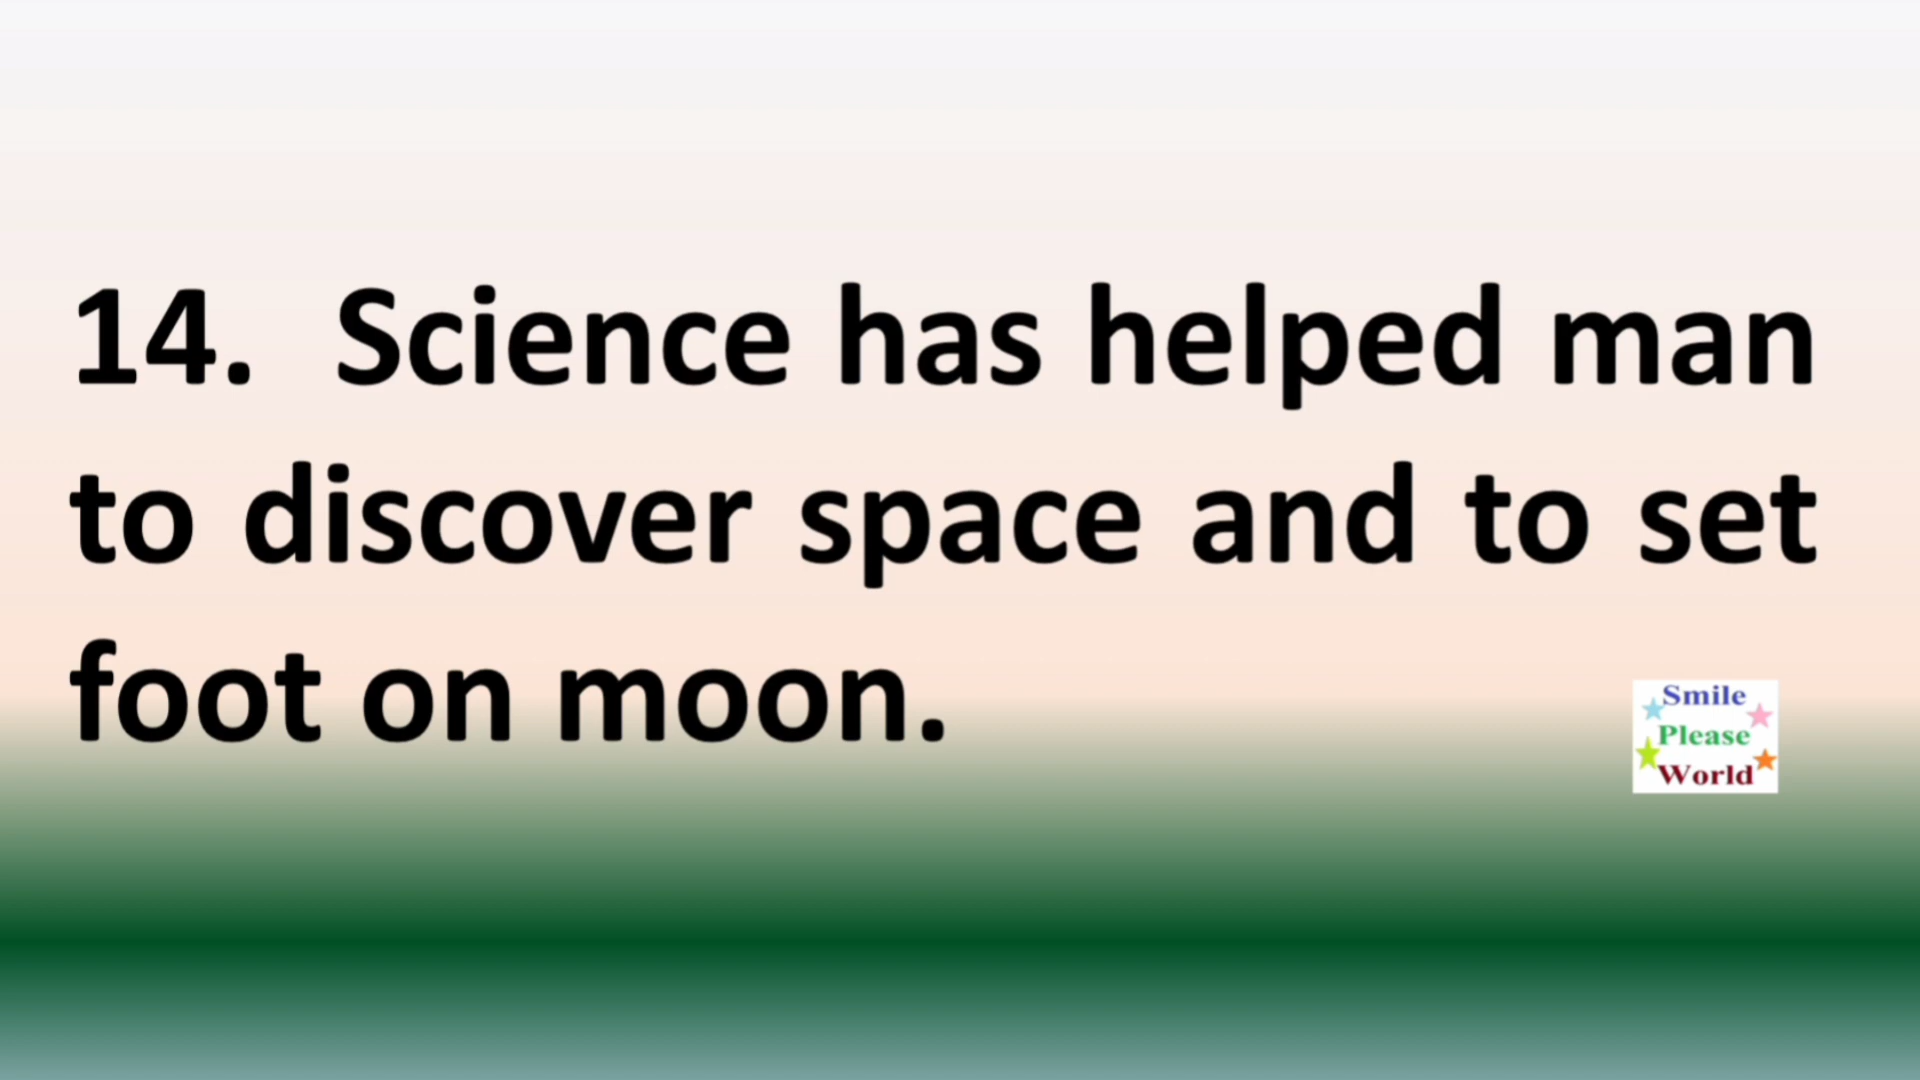 14. Science has helped man
to discover space and to set
foot on moon.
Smile
Please
World